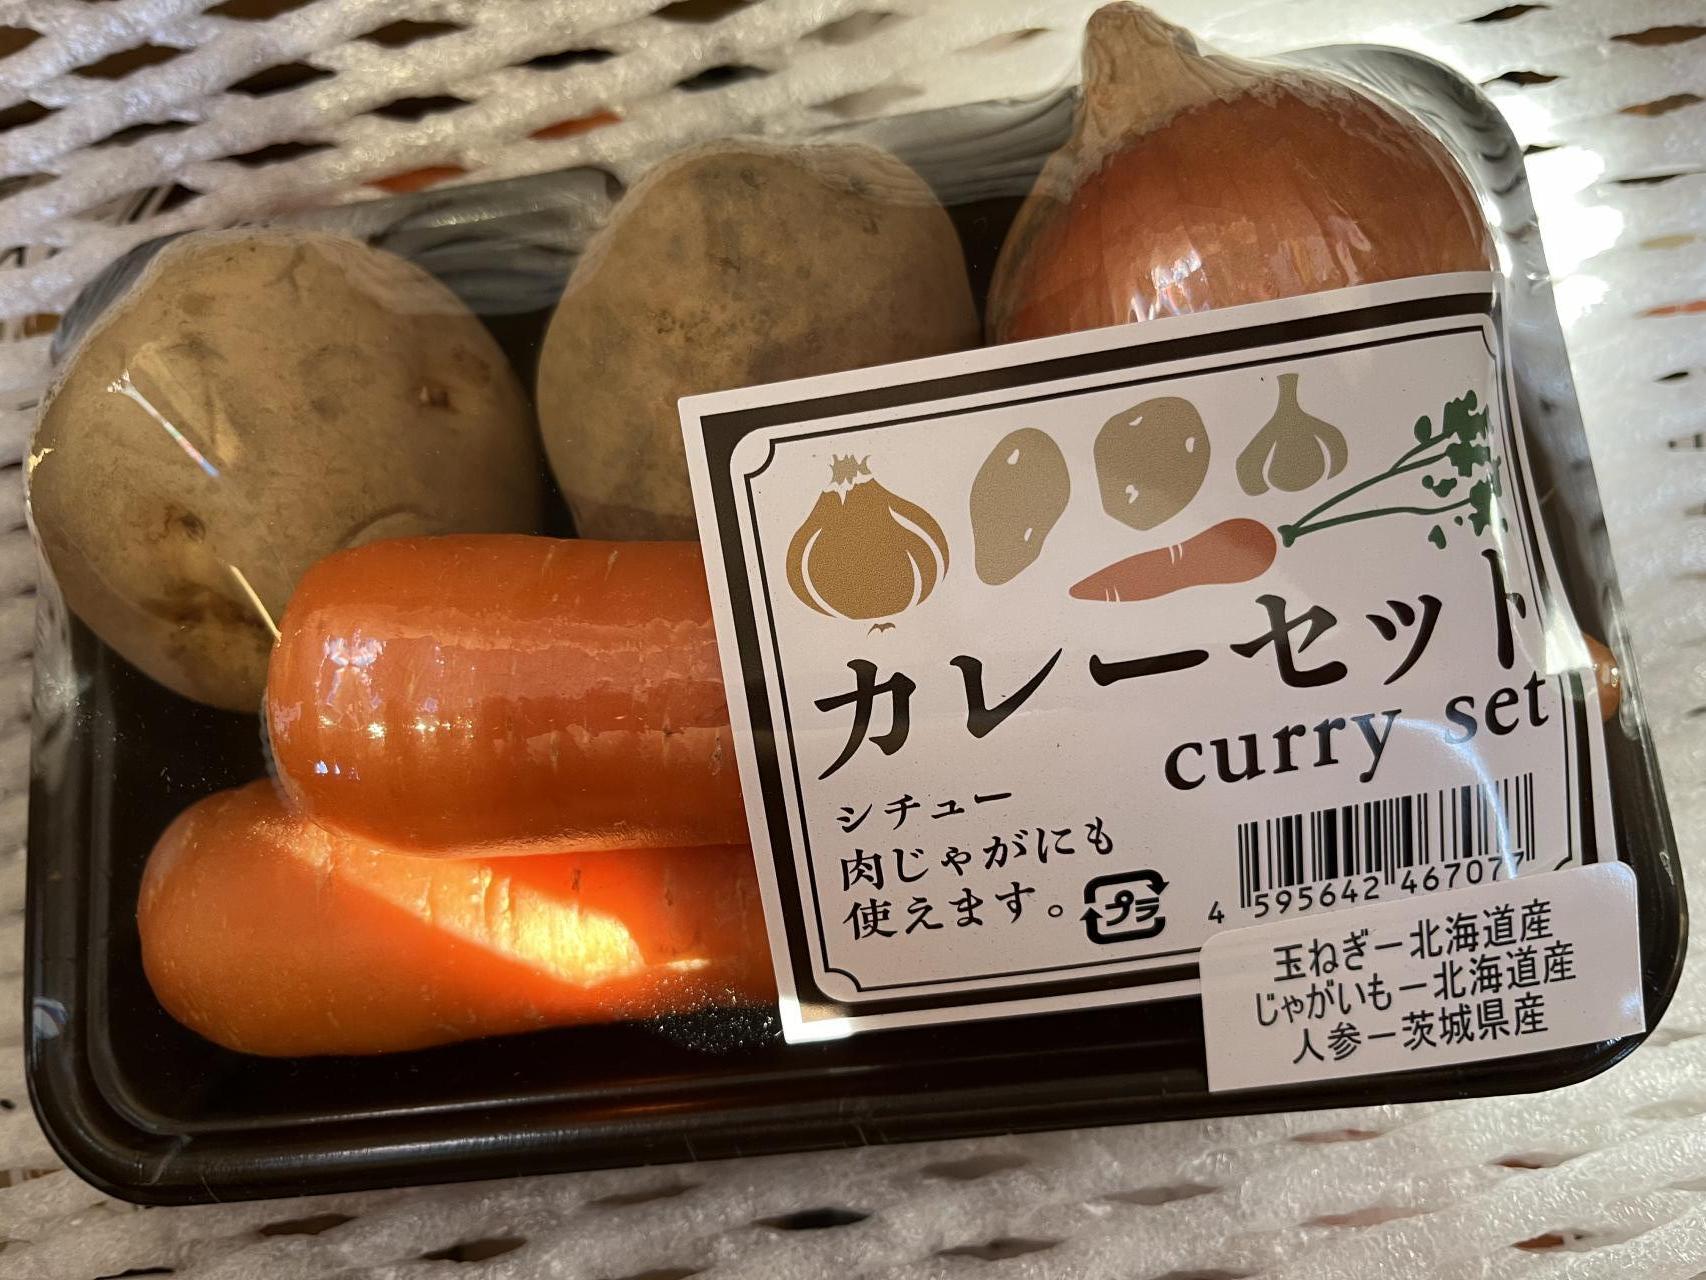 カレーセット
curry set
シチュー
肉じゃがにも
使えます。
プラ
4 595642 467077
玉ねぎー北海道産
じゃがいもー北海道産
人参ー茨城県産